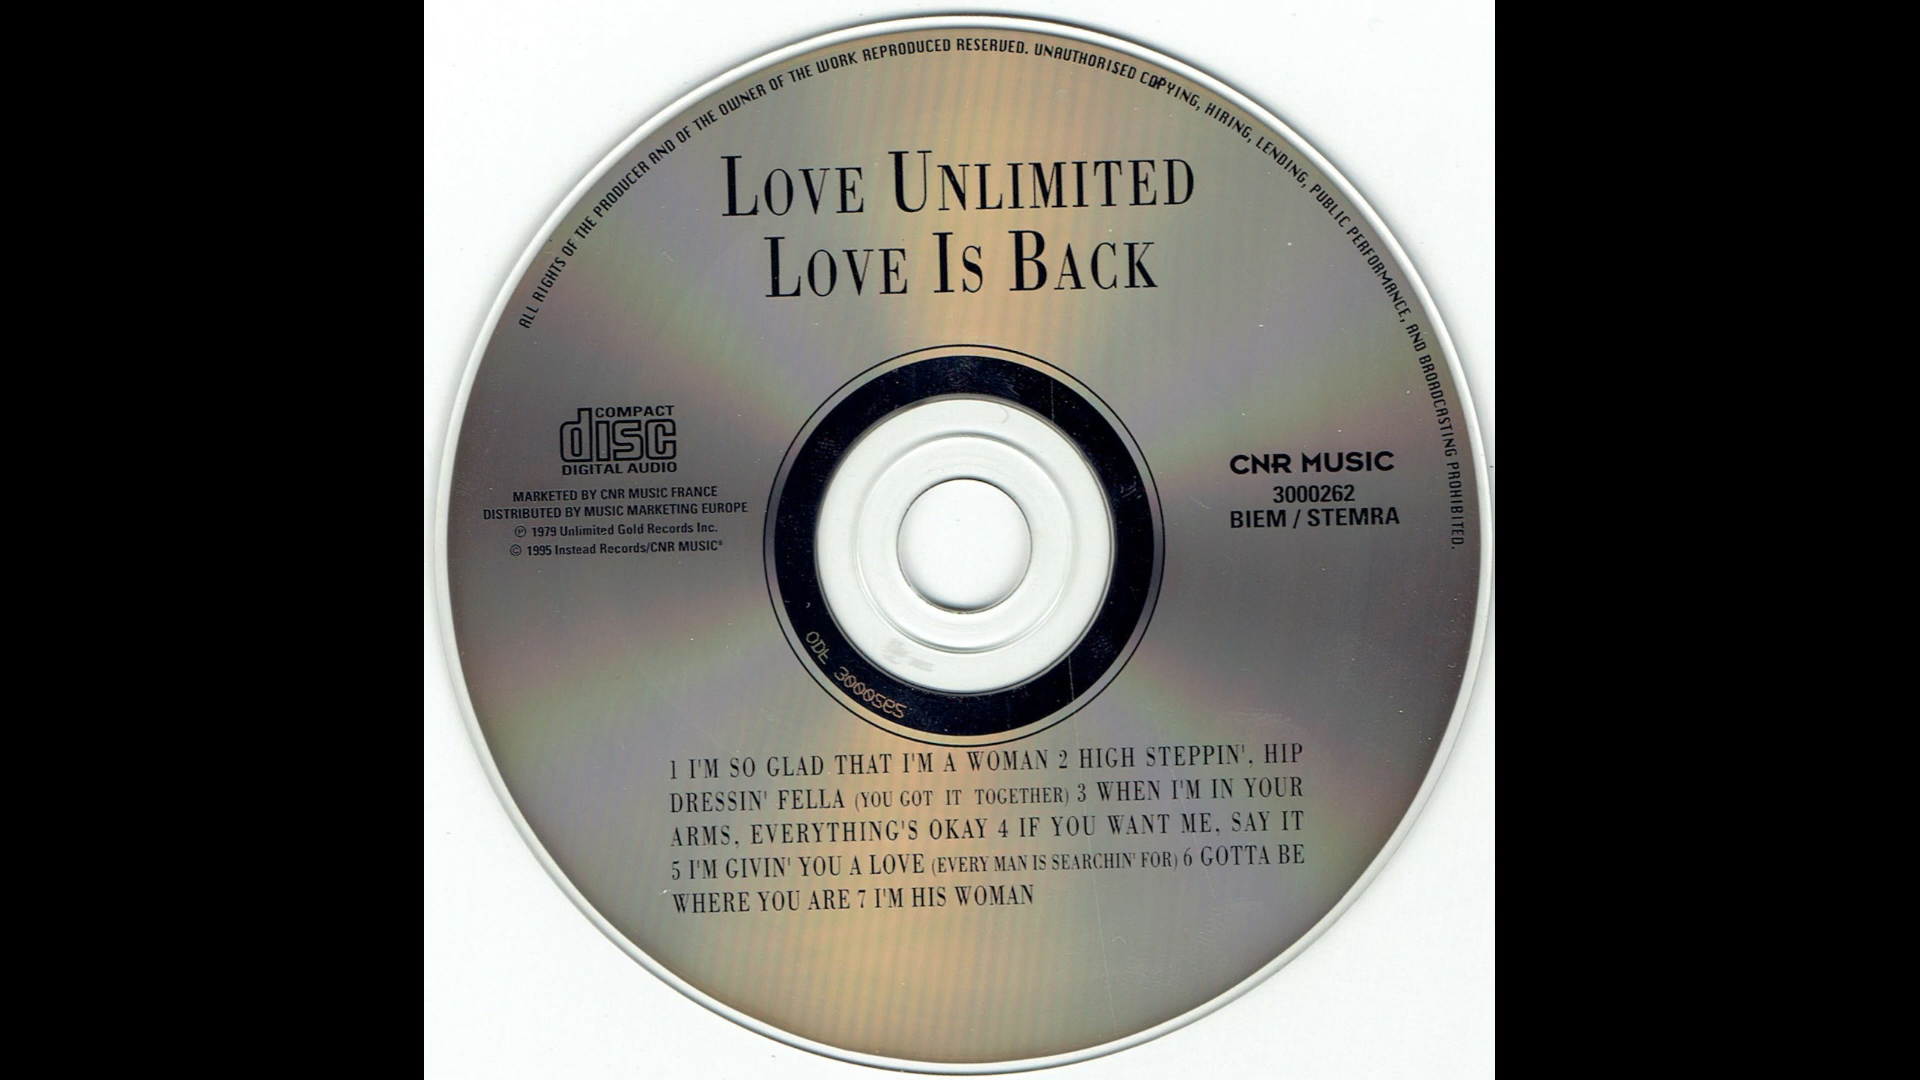 ALL RIGHTS OF THE PRODUCER AND OF THE OWNER OF THE WORK REPRODUCED RESERVED. UNAUTHORISED COPYING, HIRING, LENDING, PUBLIC PERFORMANCE, AND BROADCASTING PROHIBITED.
LOVE UNLIMITED
LOVE IS BACK
COMPACT
disc
DIGITAL AUDIO
MARKETED BY CNR MUSIC FRANCE
DISTRIBUTED BY MUSIC MARKETING EUROPE
℗ 1979 Unlimited Gold Records Inc.
© 1995 Instead Records/CNR MUSIC
CNR MUSIC
3000262
BIEM / STEMRA
1 I'M SO GLAD THAT I'M A WOMAN 2 HIGH STEPPIN', HIP
DRESSIN' FELLA (YOU GOT IT TOGETHER) 3 WHEN I'M IN YOUR
ARMS, EVERYTHING'S OKAY 4 IF YOU WANT ME, SAY IT
5 I'M GIVIN' YOU A LOVE (EVERY MAN IS SEARCHIN' FOR) 6 GOTTA BE
WHERE YOU ARE 7 I'M HIS WOMAN